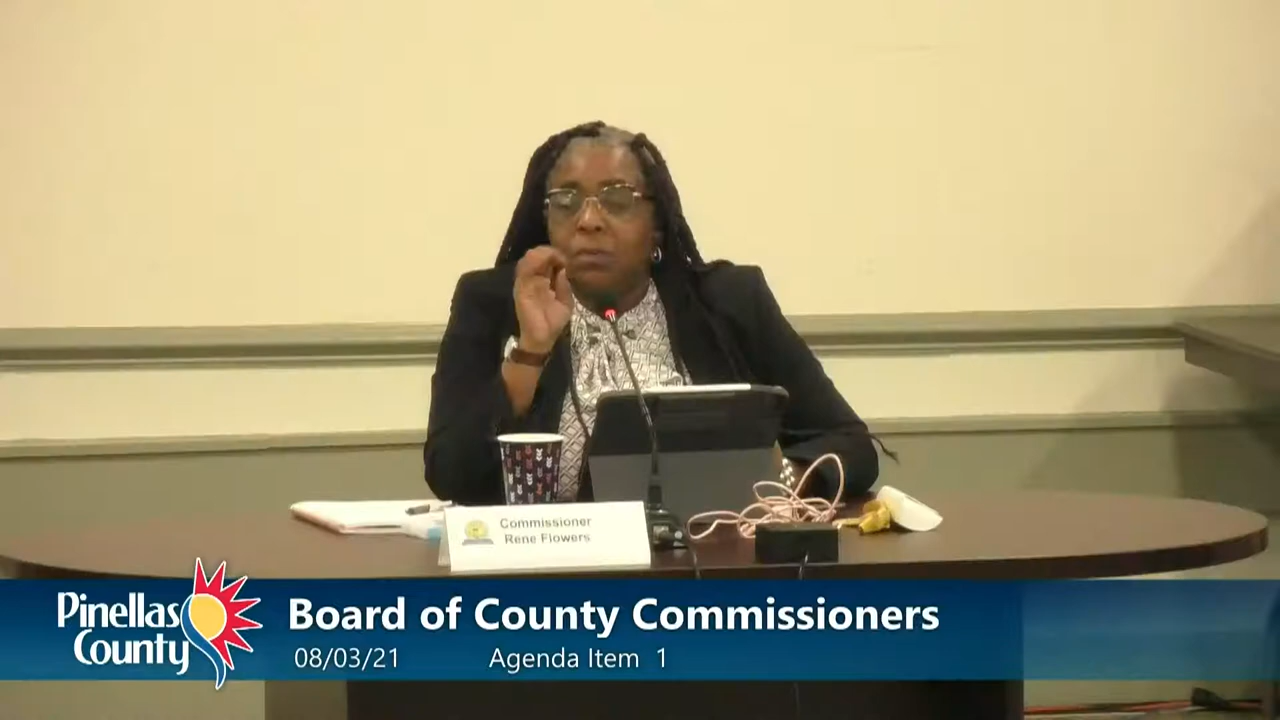 Commissioner
Rene Flowers
Pinellas
County
Board of County Commissioners
08/03/21 Agenda Item 1